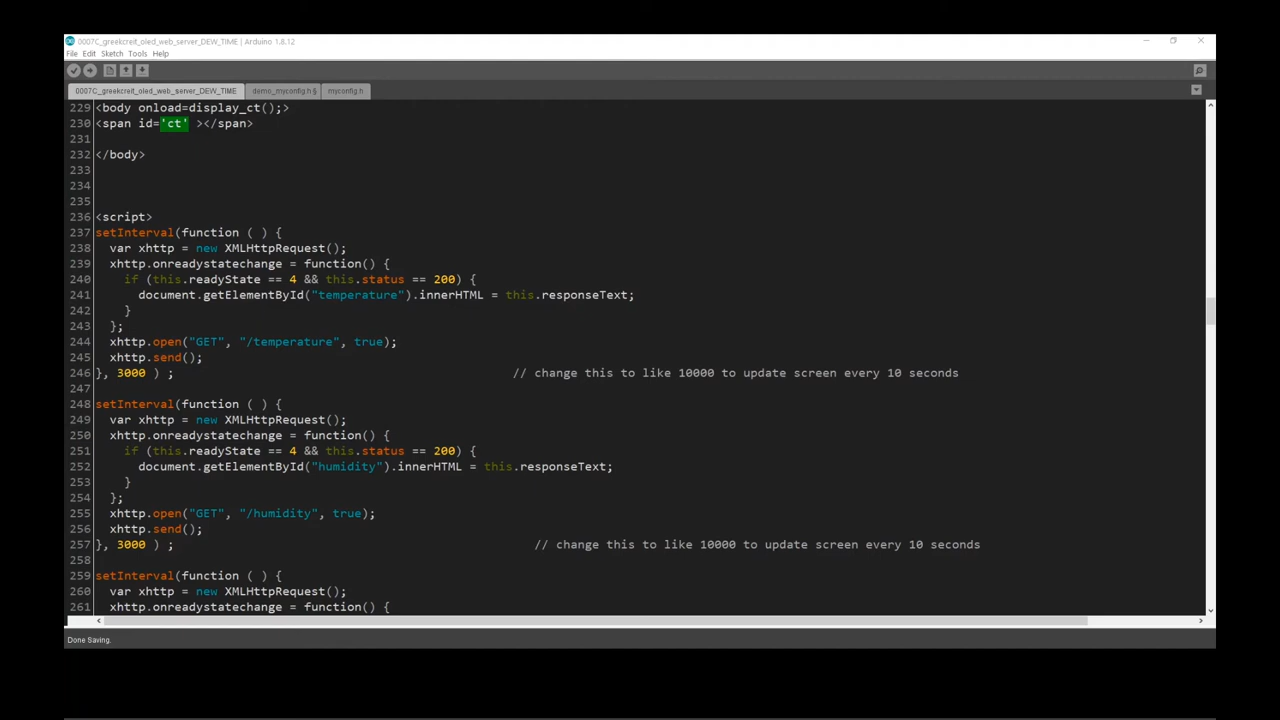 0007C_greekcreit_oled_web_server_DEW_TIME | Arduino 1.8.12
File Edit Sketch Tools Help
0007C_greekcreit_oled_web_server_DEW_TIME demo_myconfig.h § myconfig.h
229 <body onload=display_ct();>
230 <span id='ct' ></span>
231
232 </body>
233
234
235
236 <script>
237 setInterval(function ( ) {
238   var xhttp = new XMLHttpRequest();
239   xhttp.onreadystatechange = function() {
240     if (this.readyState == 4 && this.status == 200) {
241       document.getElementById("temperature").innerHTML = this.responseText;
242     }
243   };
244   xhttp.open("GET", "/temperature", true);
245   xhttp.send();
246 }, 3000 ) ; // change this to like 10000 to update screen every 10 seconds
247
248 setInterval(function ( ) {
249   var xhttp = new XMLHttpRequest();
250   xhttp.onreadystatechange = function() {
251     if (this.readyState == 4 && this.status == 200) {
252       document.getElementById("humidity").innerHTML = this.responseText;
253     }
254   };
255   xhttp.open("GET", "/humidity", true);
256   xhttp.send();
257 }, 3000 ) ; // change this to like 10000 to update screen every 10 seconds
258
259 setInterval(function ( ) {
260   var xhttp = new XMLHttpRequest();
261   xhttp.onreadystatechange = function() {
Done Saving.